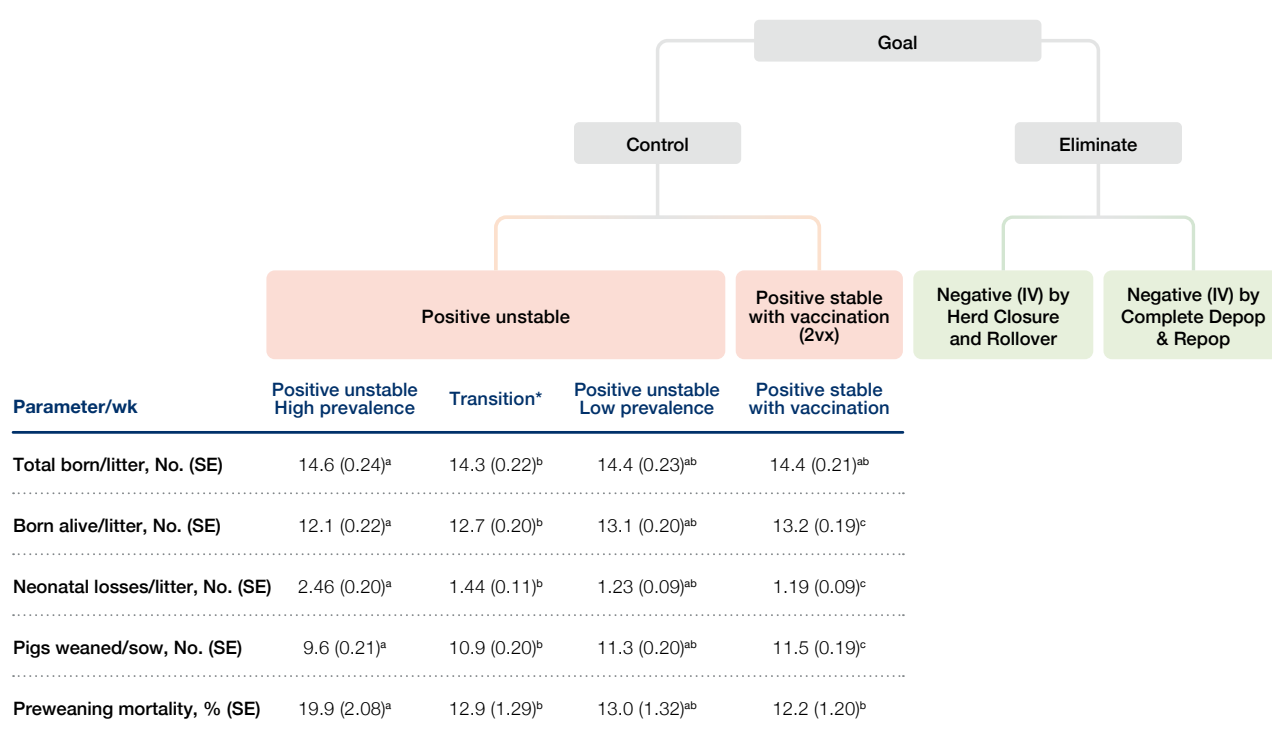 Goal
Control
Eliminate
Positive unstable
Positive stable
with vaccination
(2vx)
Negative (IV) by
Herd Closure
and Rollover
Negative (IV) by
Complete Depop
& Repop
Parameter/wk
Positive unstable
High prevalence
Transition*
Positive unstable
Low prevalence
Positive stable
with vaccination
Total born/litter, No. (SE) 14.6 (0.24)ᵃ 14.3 (0.22)ᵇ 14.4 (0.23)ᵃᵇ 14.4 (0.21)ᵃᵇ
Born alive/litter, No. (SE) 12.1 (0.22)ᵃ 12.7 (0.20)ᵇ 13.1 (0.20)ᵃᵇ 13.2 (0.19)ᶜ
Neonatal losses/litter, No. (SE) 2.46 (0.20)ᵃ 1.44 (0.11)ᵇ 1.23 (0.09)ᵃᵇ 1.19 (0.09)ᶜ
Pigs weaned/sow, No. (SE) 9.6 (0.21)ᵃ 10.9 (0.20)ᵇ 11.3 (0.20)ᵃᵇ 11.5 (0.19)ᶜ
Preweaning mortality, % (SE) 19.9 (2.08)ᵃ 12.9 (1.29)ᵇ 13.0 (1.32)ᵃᵇ 12.2 (1.20)ᵇ